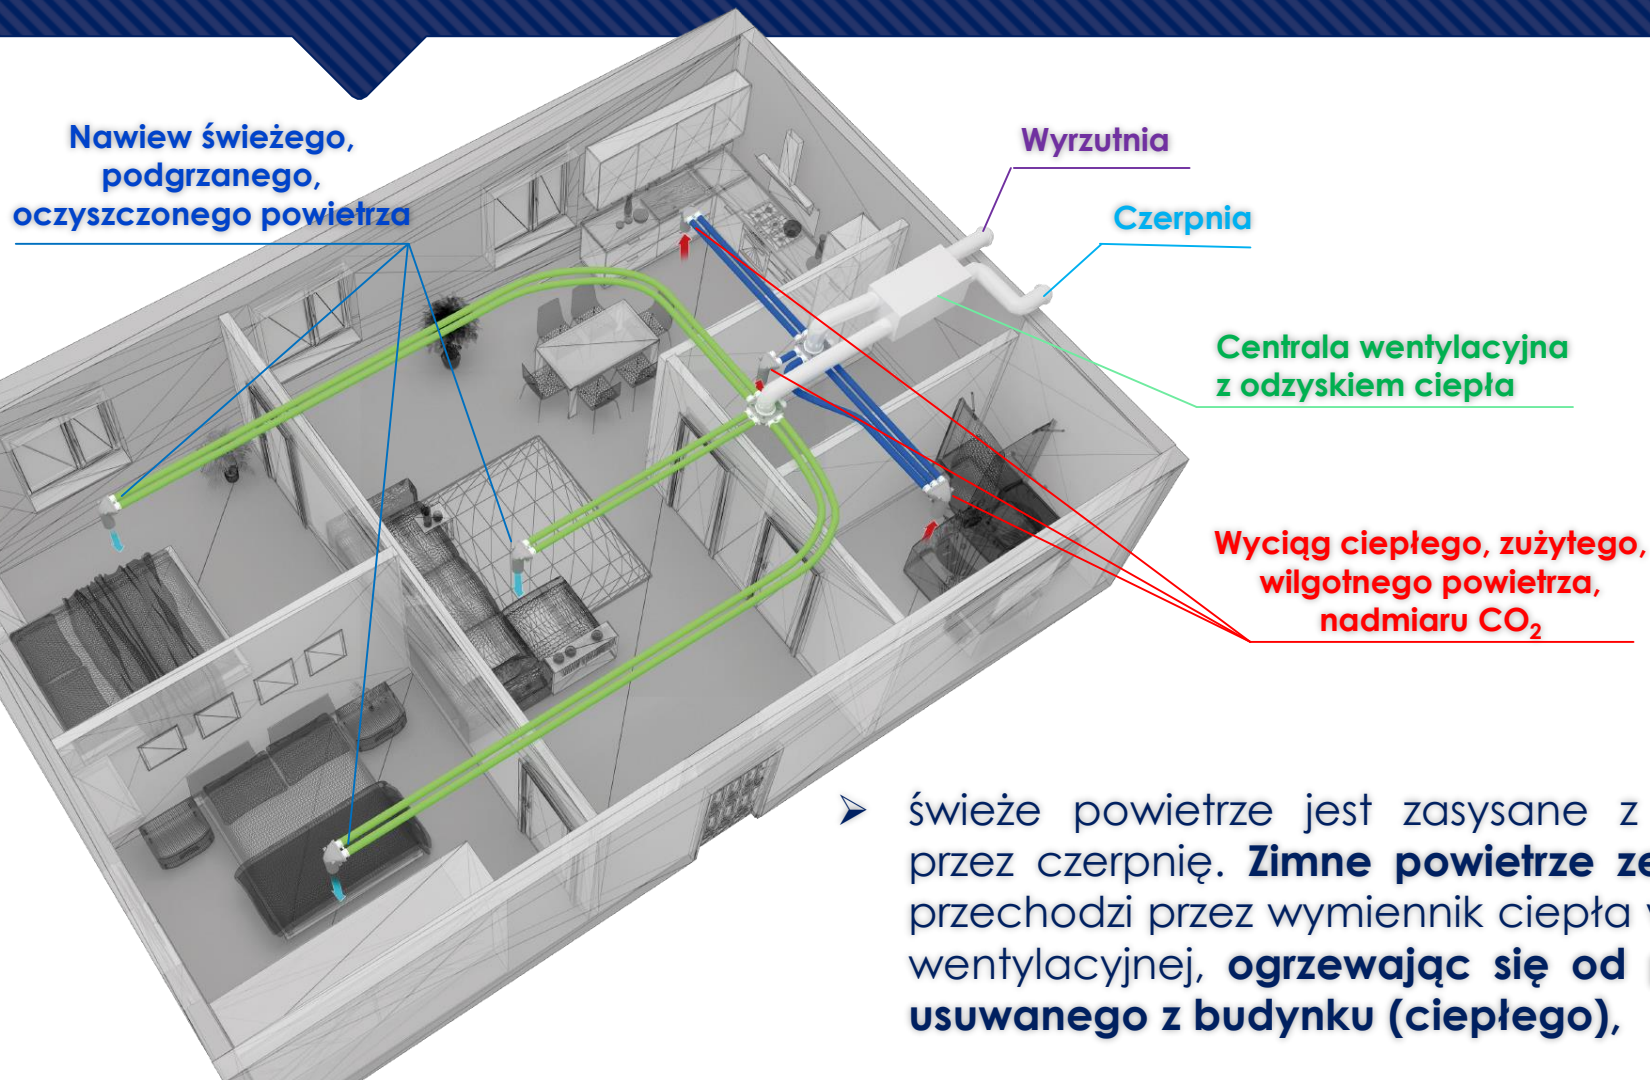 Nawiew świeżego,
podgrzanego,
oczyszczonego powietrza
Wyrzutnia
Czerpnia
Centrala wentylacyjna
z odzyskiem ciepła
Wyciąg ciepłego, zużytego,
wilgotnego powietrza,
nadmiaru CO₂
➢ świeże powietrze jest zasysane z
przez czerpnię. Zimne powietrze
przechodzi przez wymiennik ciepła
wentylacyjnej, ogrzewając się od
usuwanego z budynku (ciepłego),